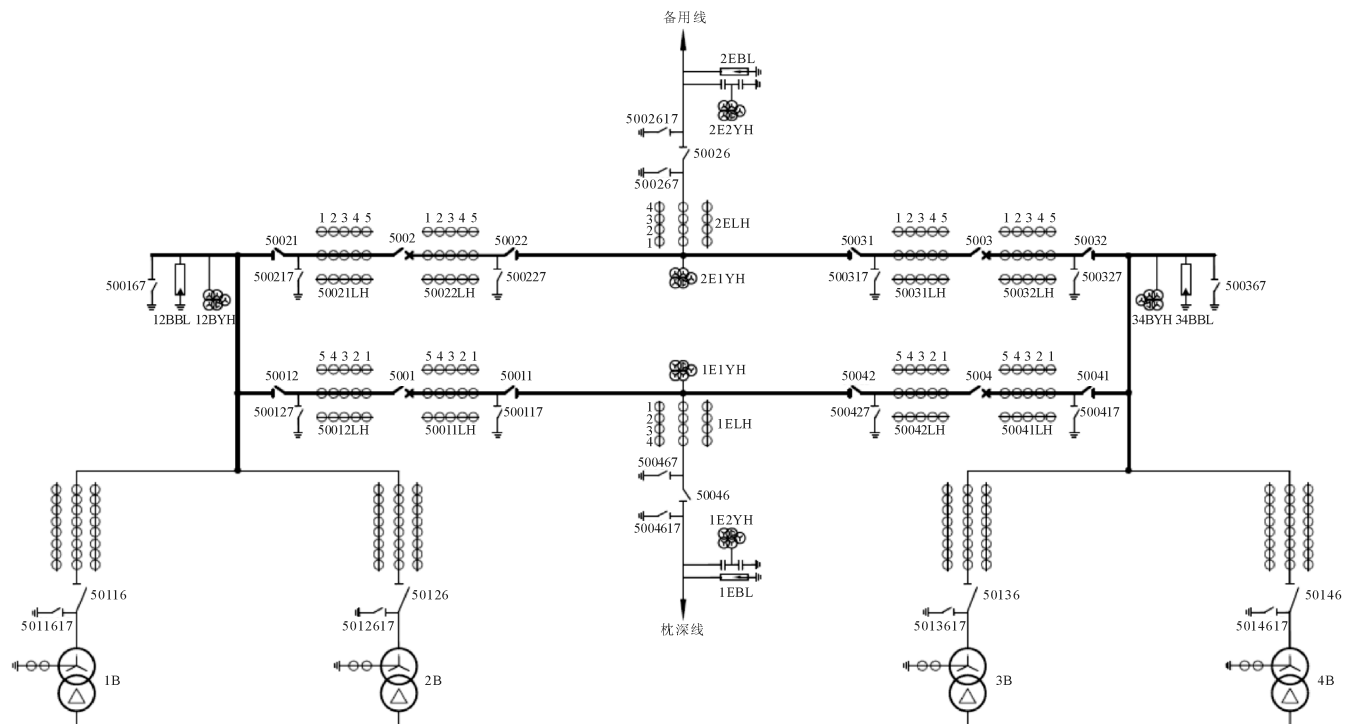 备用线
2EBL
2E2YH
5002617
50026
500267
4
3
2
1
2ELH
1 2 3 4 5
1 2 3 4 5
1 2 3 4 5
1 2 3 4 5
50021
5002
50022
50031
5003
50032
500217
500227
2E1YH
500317
500327
500167
50021LH
50022LH
50031LH
50032LH
500367
12BBL
12BYH
34BYH
34BBL
5 4 3 2 1
5 4 3 2 1
1E1YH
5 4 3 2 1
5 4 3 2 1
50012
5001
50011
50042
5004
50041
500127
500117
1
2
3
4
1ELH
500427
500417
50012LH
50011LH
50042LH
50041LH
500467
50046
5004617
1E2YH
50116
50126
1EBL
50136
50146
5011617
5012617
枕深线
5013617
5014617
1B
2B
3B
4B